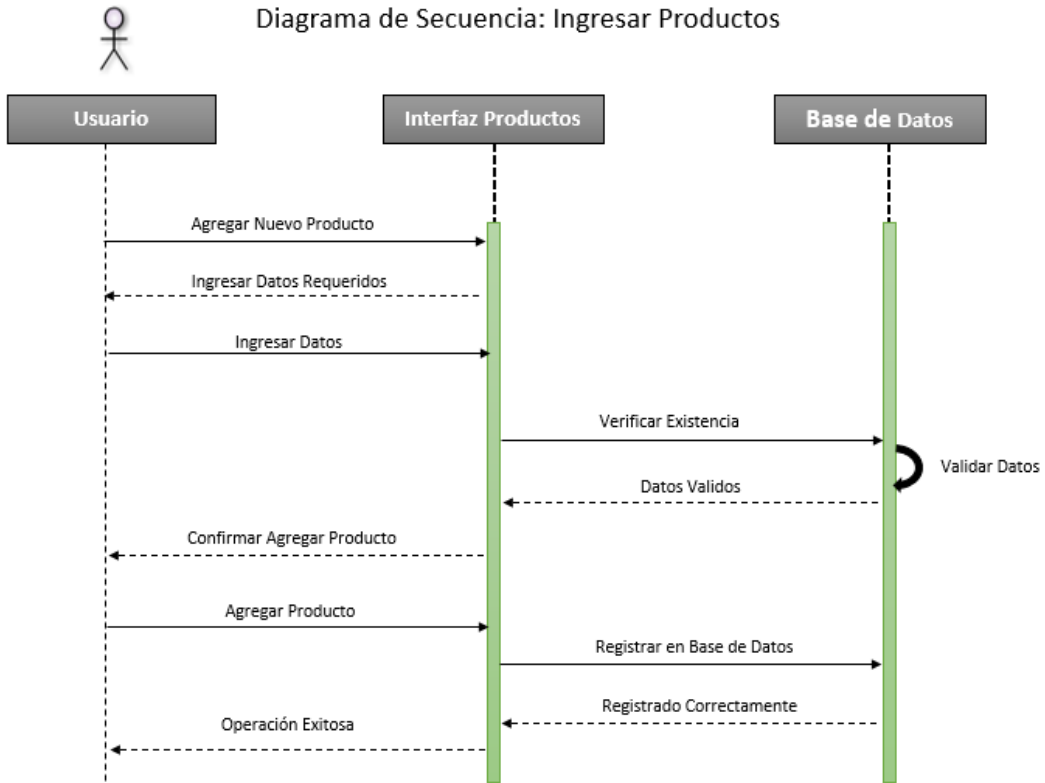 Diagrama de Secuencia: Ingresar Productos
Usuario
Interfaz Productos
Base de Datos
Agregar Nuevo Producto
Ingresar Datos Requeridos
Ingresar Datos
Verificar Existencia
Validar Datos
Datos Validos
Confirmar Agregar Producto
Agregar Producto
Registrar en Base de Datos
Registrado Correctamente
Operación Exitosa